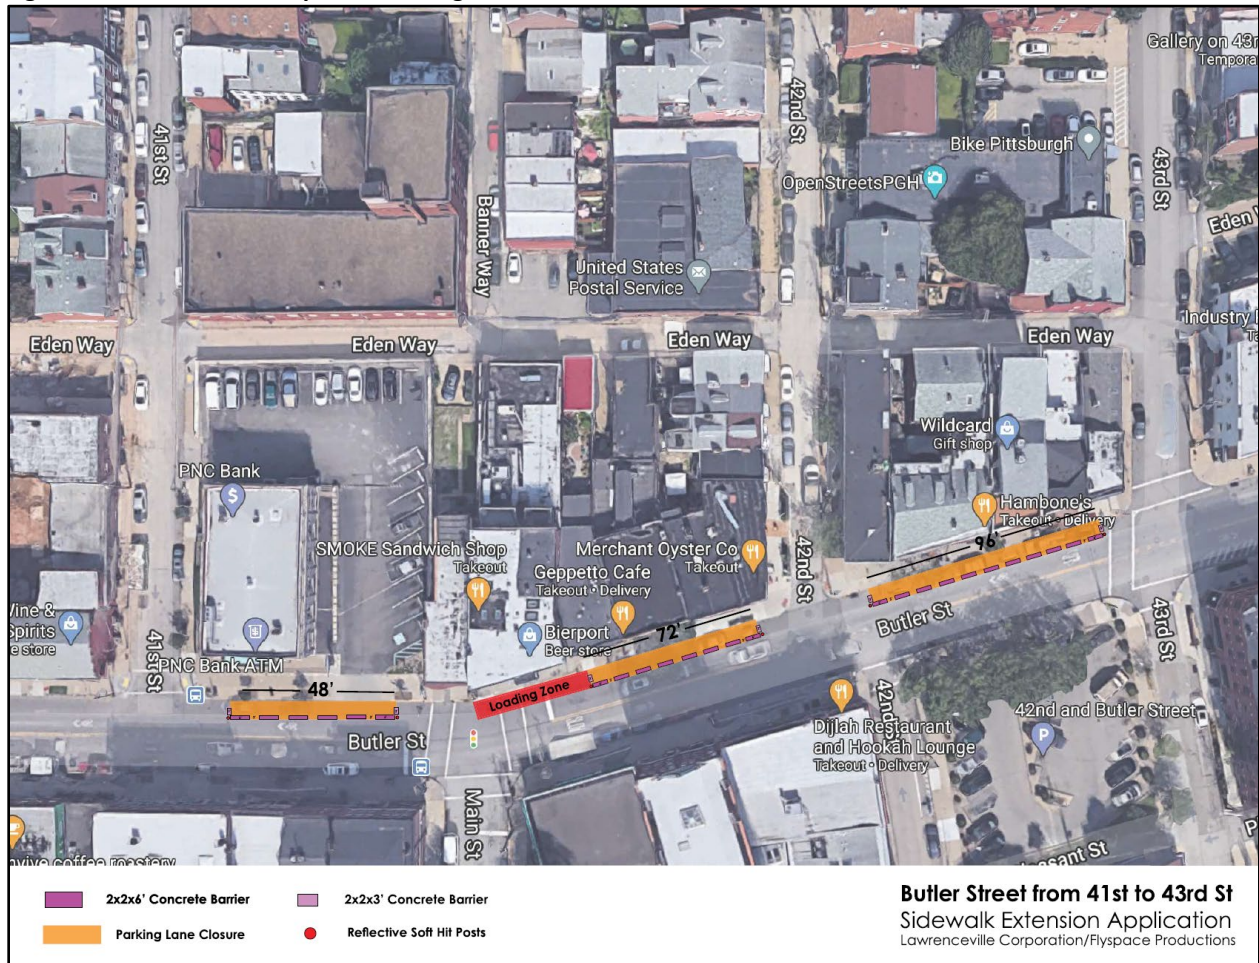 Gallery on 43r
Tempora
41st St
42nd St
Bike Pittsburgh
43rd St
OpenStreetsPGH
Banner Way
Eden
United States
Postal Service
Industry
Eden Way
Eden Way
Eden Way
Eden Way
Wildcard
Gift shop
PNC Bank
Hambone's
Takeout • Delivery
96'
SMOKE Sandwich Shop
Takeout
Merchant Oyster Co
Takeout
42nd St
Geppetto Cafe
Takeout • Delivery
Wine &
Spirits
e store
Bierport
Beer store
72'
Butler St
43rd St
41st St
PNC Bank ATM
48'
Loading Zone
Butler St
42nd St
Dijlah Restaurant
and Hookah Lounge
Takeout • Delivery
42nd and Butler Street
P
Main St
nvive coffee roastery
easant St
2x2x6' Concrete Barrier
2x2x3' Concrete Barrier
Parking Lane Closure
Reflective Soft Hit Posts
Butler Street from 41st to 43rd St
Sidewalk Extension Application
Lawrenceville Corporation/Flyspace Productions